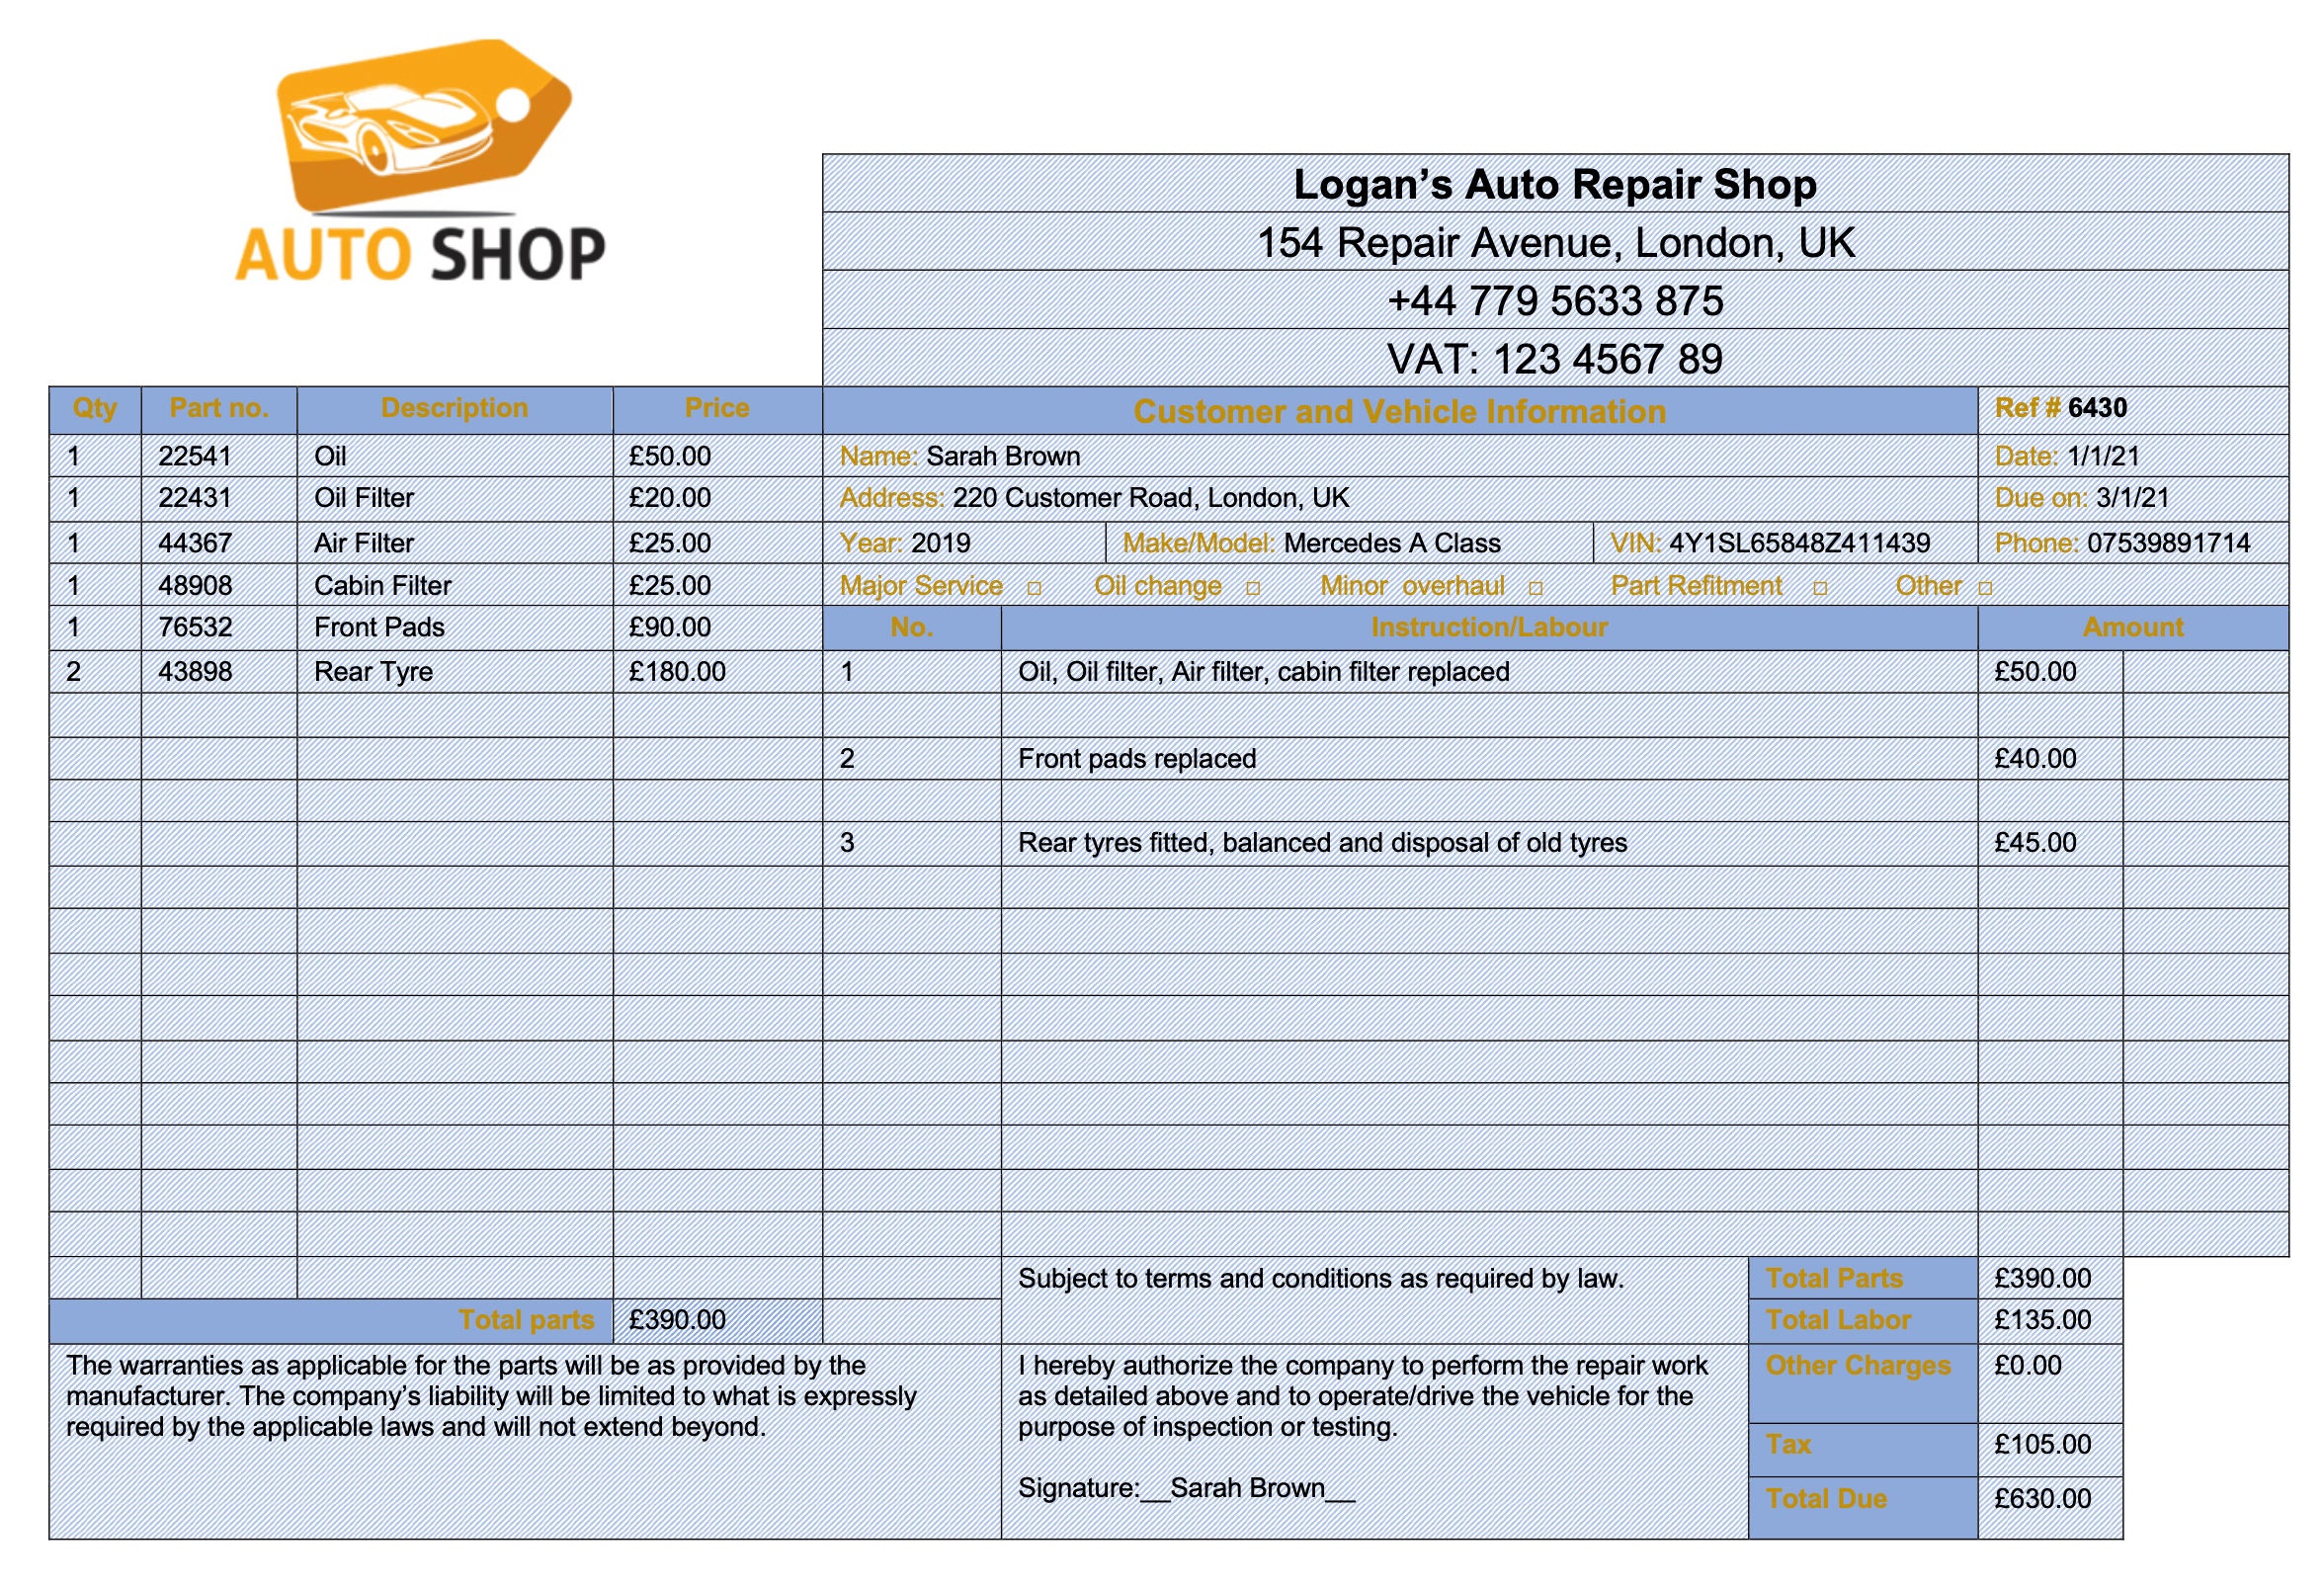 AUTO SHOP
Logan’s Auto Repair Shop
154 Repair Avenue, London, UK
+44 779 5633 875
VAT: 123 4567 89
Qty Part no. Description Price Customer and Vehicle Information Ref # 6430
1 22541 Oil £50.00 Name: Sarah Brown Date: 1/1/21
1 22431 Oil Filter £20.00 Address: 220 Customer Road, London, UK Due on: 3/1/21
1 44367 Air Filter £25.00 Year: 2019 Make/Model: Mercedes A Class VIN: 4Y1SL65848Z411439 Phone: 07539891714
1 48908 Cabin Filter £25.00 Major Service □ Oil change □ Minor overhaul □ Part Refitment □ Other □
1 76532 Front Pads £90.00 No. Instruction/Labour Amount
2 43898 Rear Tyre £180.00 1 Oil, Oil filter, Air filter, cabin filter replaced £50.00
2 Front pads replaced £40.00
3 Rear tyres fitted, balanced and disposal of old tyres £45.00
Subject to terms and conditions as required by law. Total Parts £390.00
Total parts £390.00 Total Labor £135.00
The warranties as applicable for the parts will be as provided by the
manufacturer. The company’s liability will be limited to what is expressly
required by the applicable laws and will not extend beyond.
I hereby authorize the company to perform the repair work
as detailed above and to operate/drive the vehicle for the
purpose of inspection or testing.
Signature:__Sarah Brown__
Other Charges £0.00
Tax £105.00
Total Due £630.00